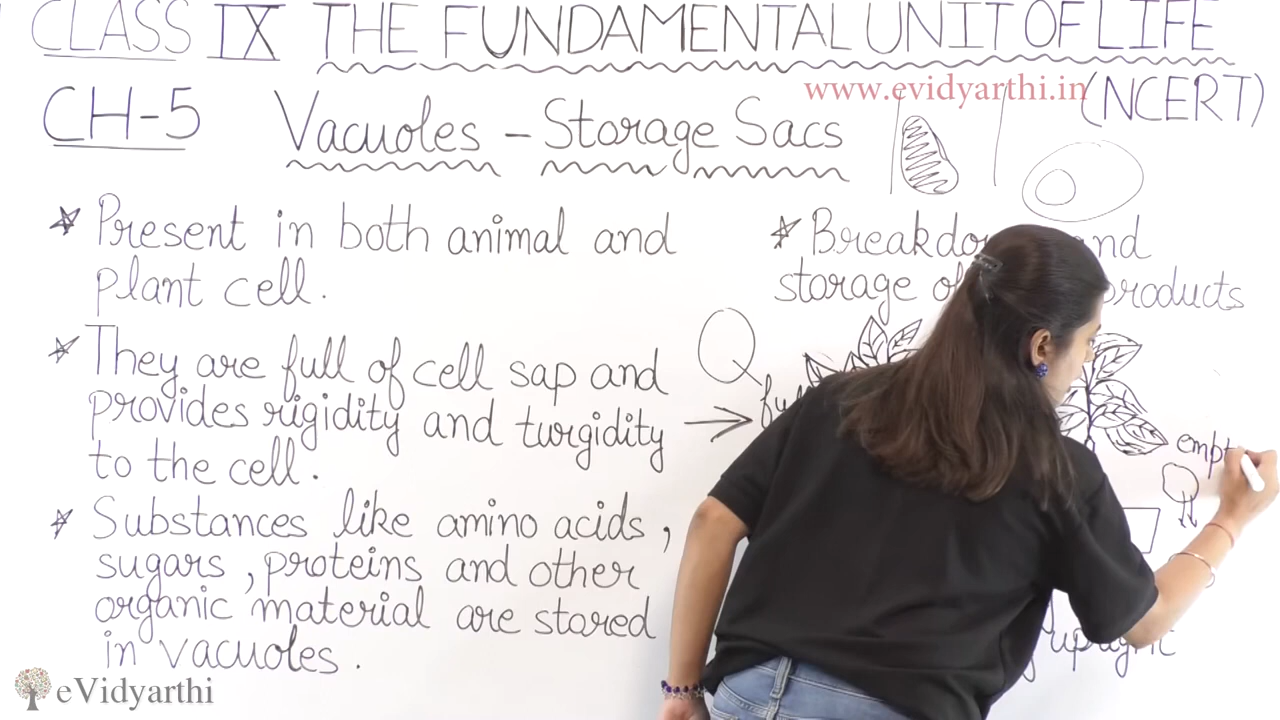 CLASS IX THE FUNDAMENTAL UNIT OF LIFE
www.evidyarthi.in
(NCERT)
CH-5
Vacuoles - Storage Sacs
★ Present in both animal and
plant cell.
★ They are full of cell sap and
provides rigidity and turgidity
to the cell.
★ Substances like amino acids,
sugars, proteins and other
organic material are stored
in vacuoles.
★ Breakdo and
storage of products
upright
eVidyarthi